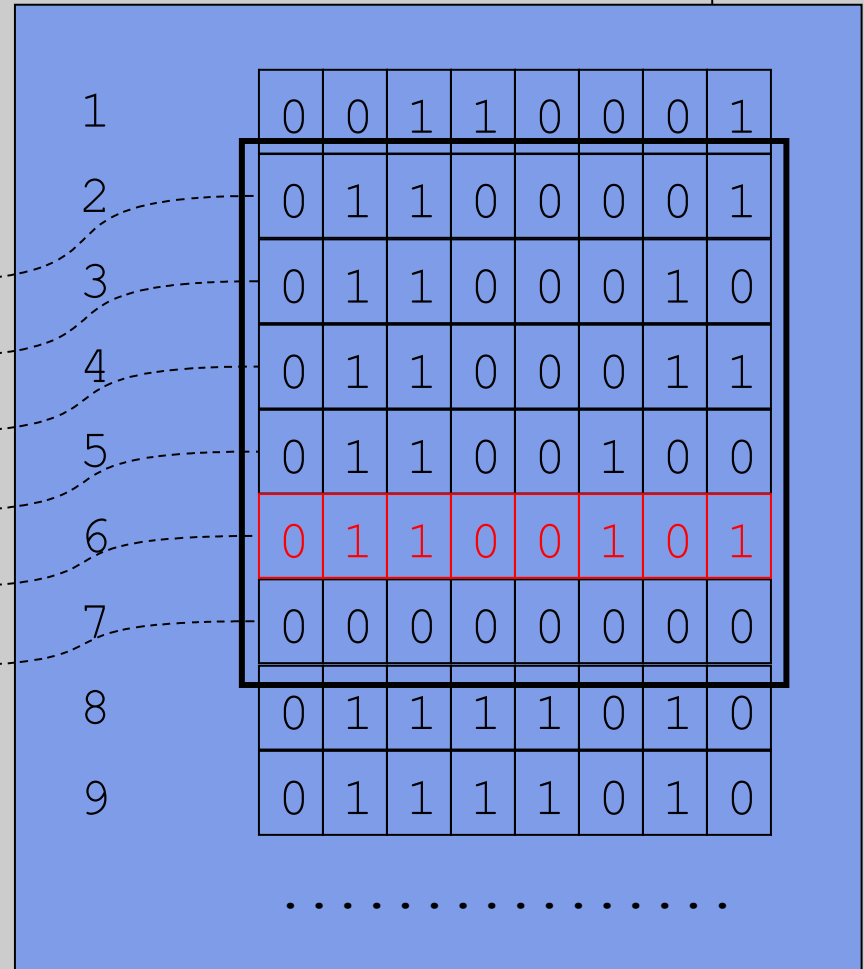 1 0 0 1 1 0 0 0 1
2 0 1 1 0 0 0 0 1
3 0 1 1 0 0 0 1 0
4 0 1 1 0 0 0 1 1
5 0 1 1 0 0 1 0 0
6 0 1 1 0 0 1 0 1
7 0 0 0 0 0 0 0 0
8 0 1 1 1 1 0 1 0
9 0 1 1 1 1 0 1 0
................